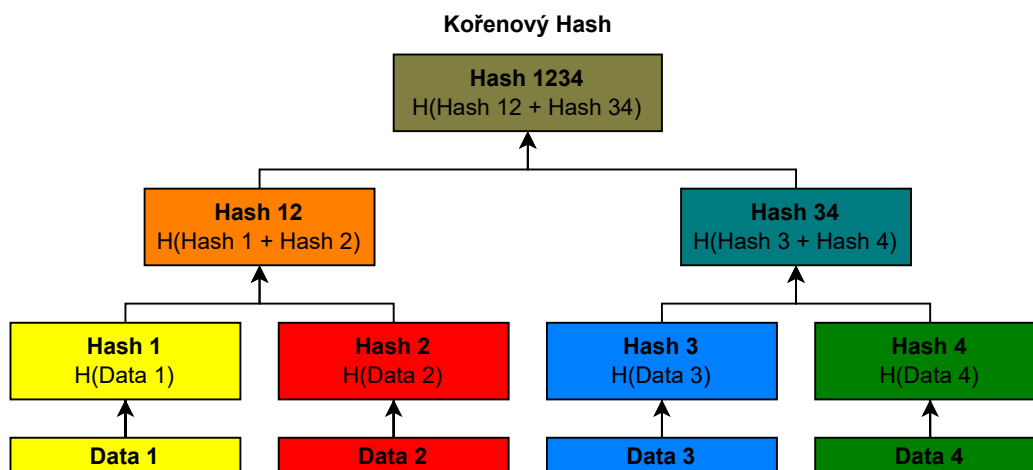 Kořenový Hash
Hash 1234
H(Hash 12 + Hash 34)
Hash 12
H(Hash 1 + Hash 2)
Hash 34
H(Hash 3 + Hash 4)
Hash 1
H(Data 1)
Hash 2
H(Data 2)
Hash 3
H(Data 3)
Hash 4
H(Data 4)
Data 1
Data 2
Data 3
Data 4